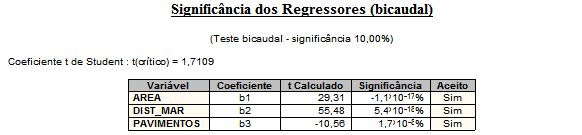 Significância dos Regressores (bicaudal)
(Teste bicaudal - significância 10,00%)
Coeficiente t de Student : t(crítico) = 1,7109
Variável Coeficiente t Calculado Significância Aceito
AREA b1 29,31 -1,1)10⁻¹⁷% Sim
DIST_MAR b2 55,48 5,4)10⁻¹⁸% Sim
PAVIMENTOS b3 -10,56 1,7)10⁻⁸% Sim